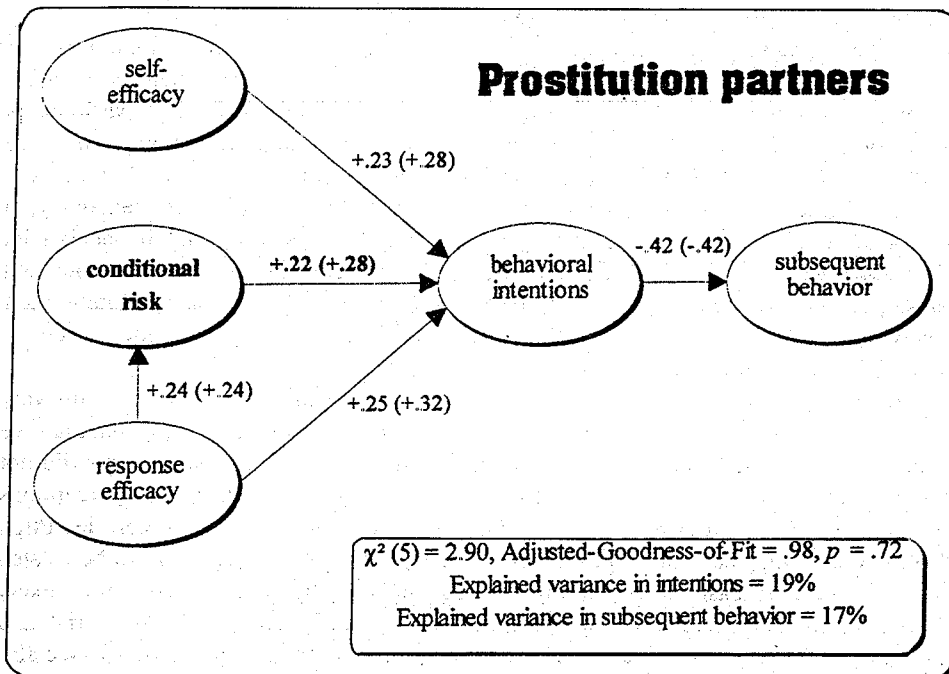 self-
efficacy
Prostitution partners
+.23 (+.28)
conditional
risk
+.22 (+.28)
behavioral
intentions
-.42 (-.42)
subsequent
behavior
+.24 (+.24)
+.25 (+.32)
response
efficacy
χ² (5) = 2.90, Adjusted-Goodness-of-Fit = .98, p = .72
Explained variance in intentions = 19%
Explained variance in subsequent behavior = 17%